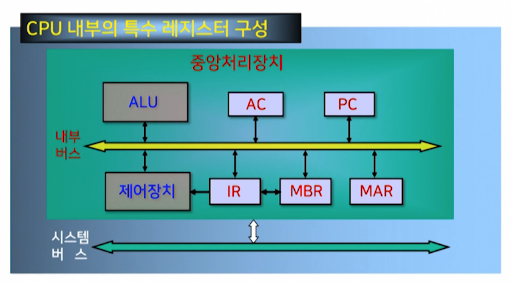 CPU 내부의 특수 레지스터 구성
중앙처리장치
ALU
AC
PC
내부
버스
제어장치
IR
MBR
MAR
시스템
버 스